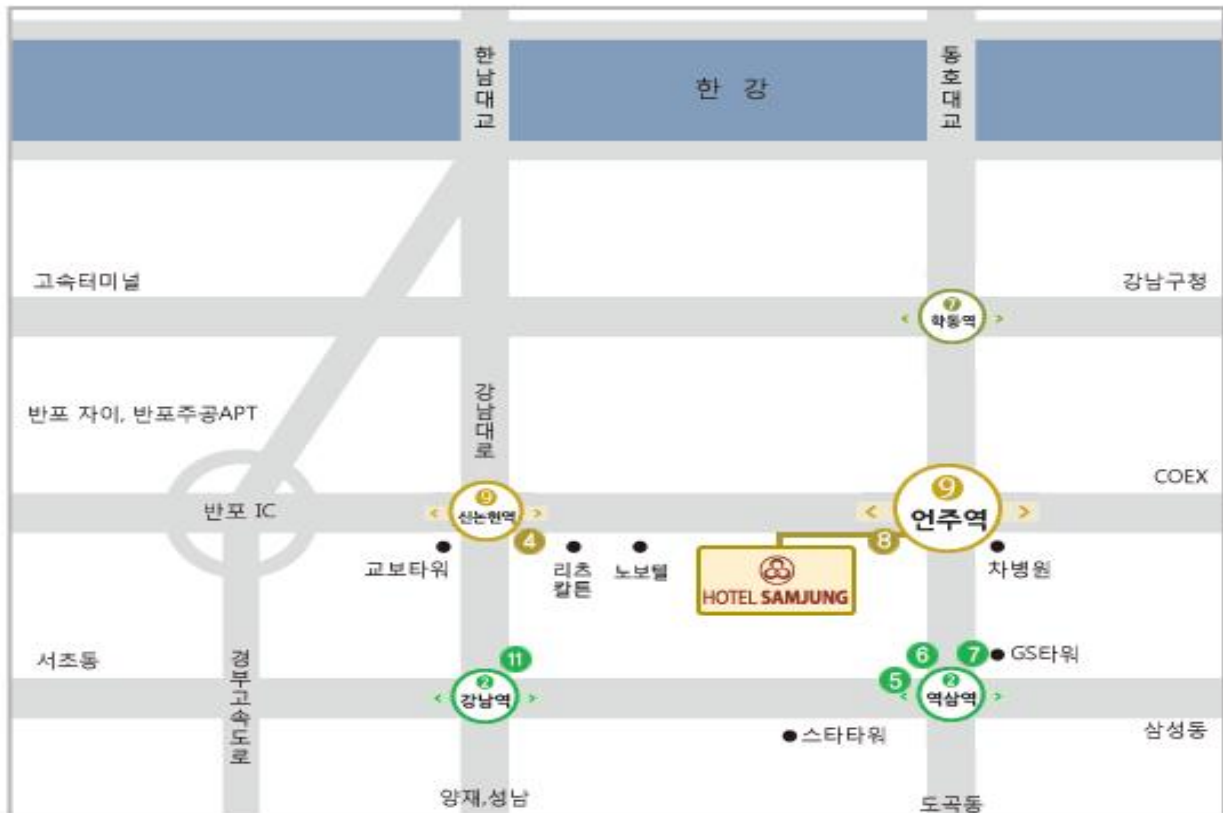 한남대교
한 강
동호대교
고속터미널
강남구청
7
< 학동역 >
강남대로
반포 자이, 반포주공APT
COEX
9
< 신논현역 >
반포 IC
9
< 언주역 >
4
8
교보타워
리츠
칼튼
노보텔
HOTEL SAMJUNG
차병원
서초동
경부고속도로
11
2
< 강남역 >
6
7
GS타워
5
2
< 역삼역 >
스타타워
삼성동
양재,성남
도곡동